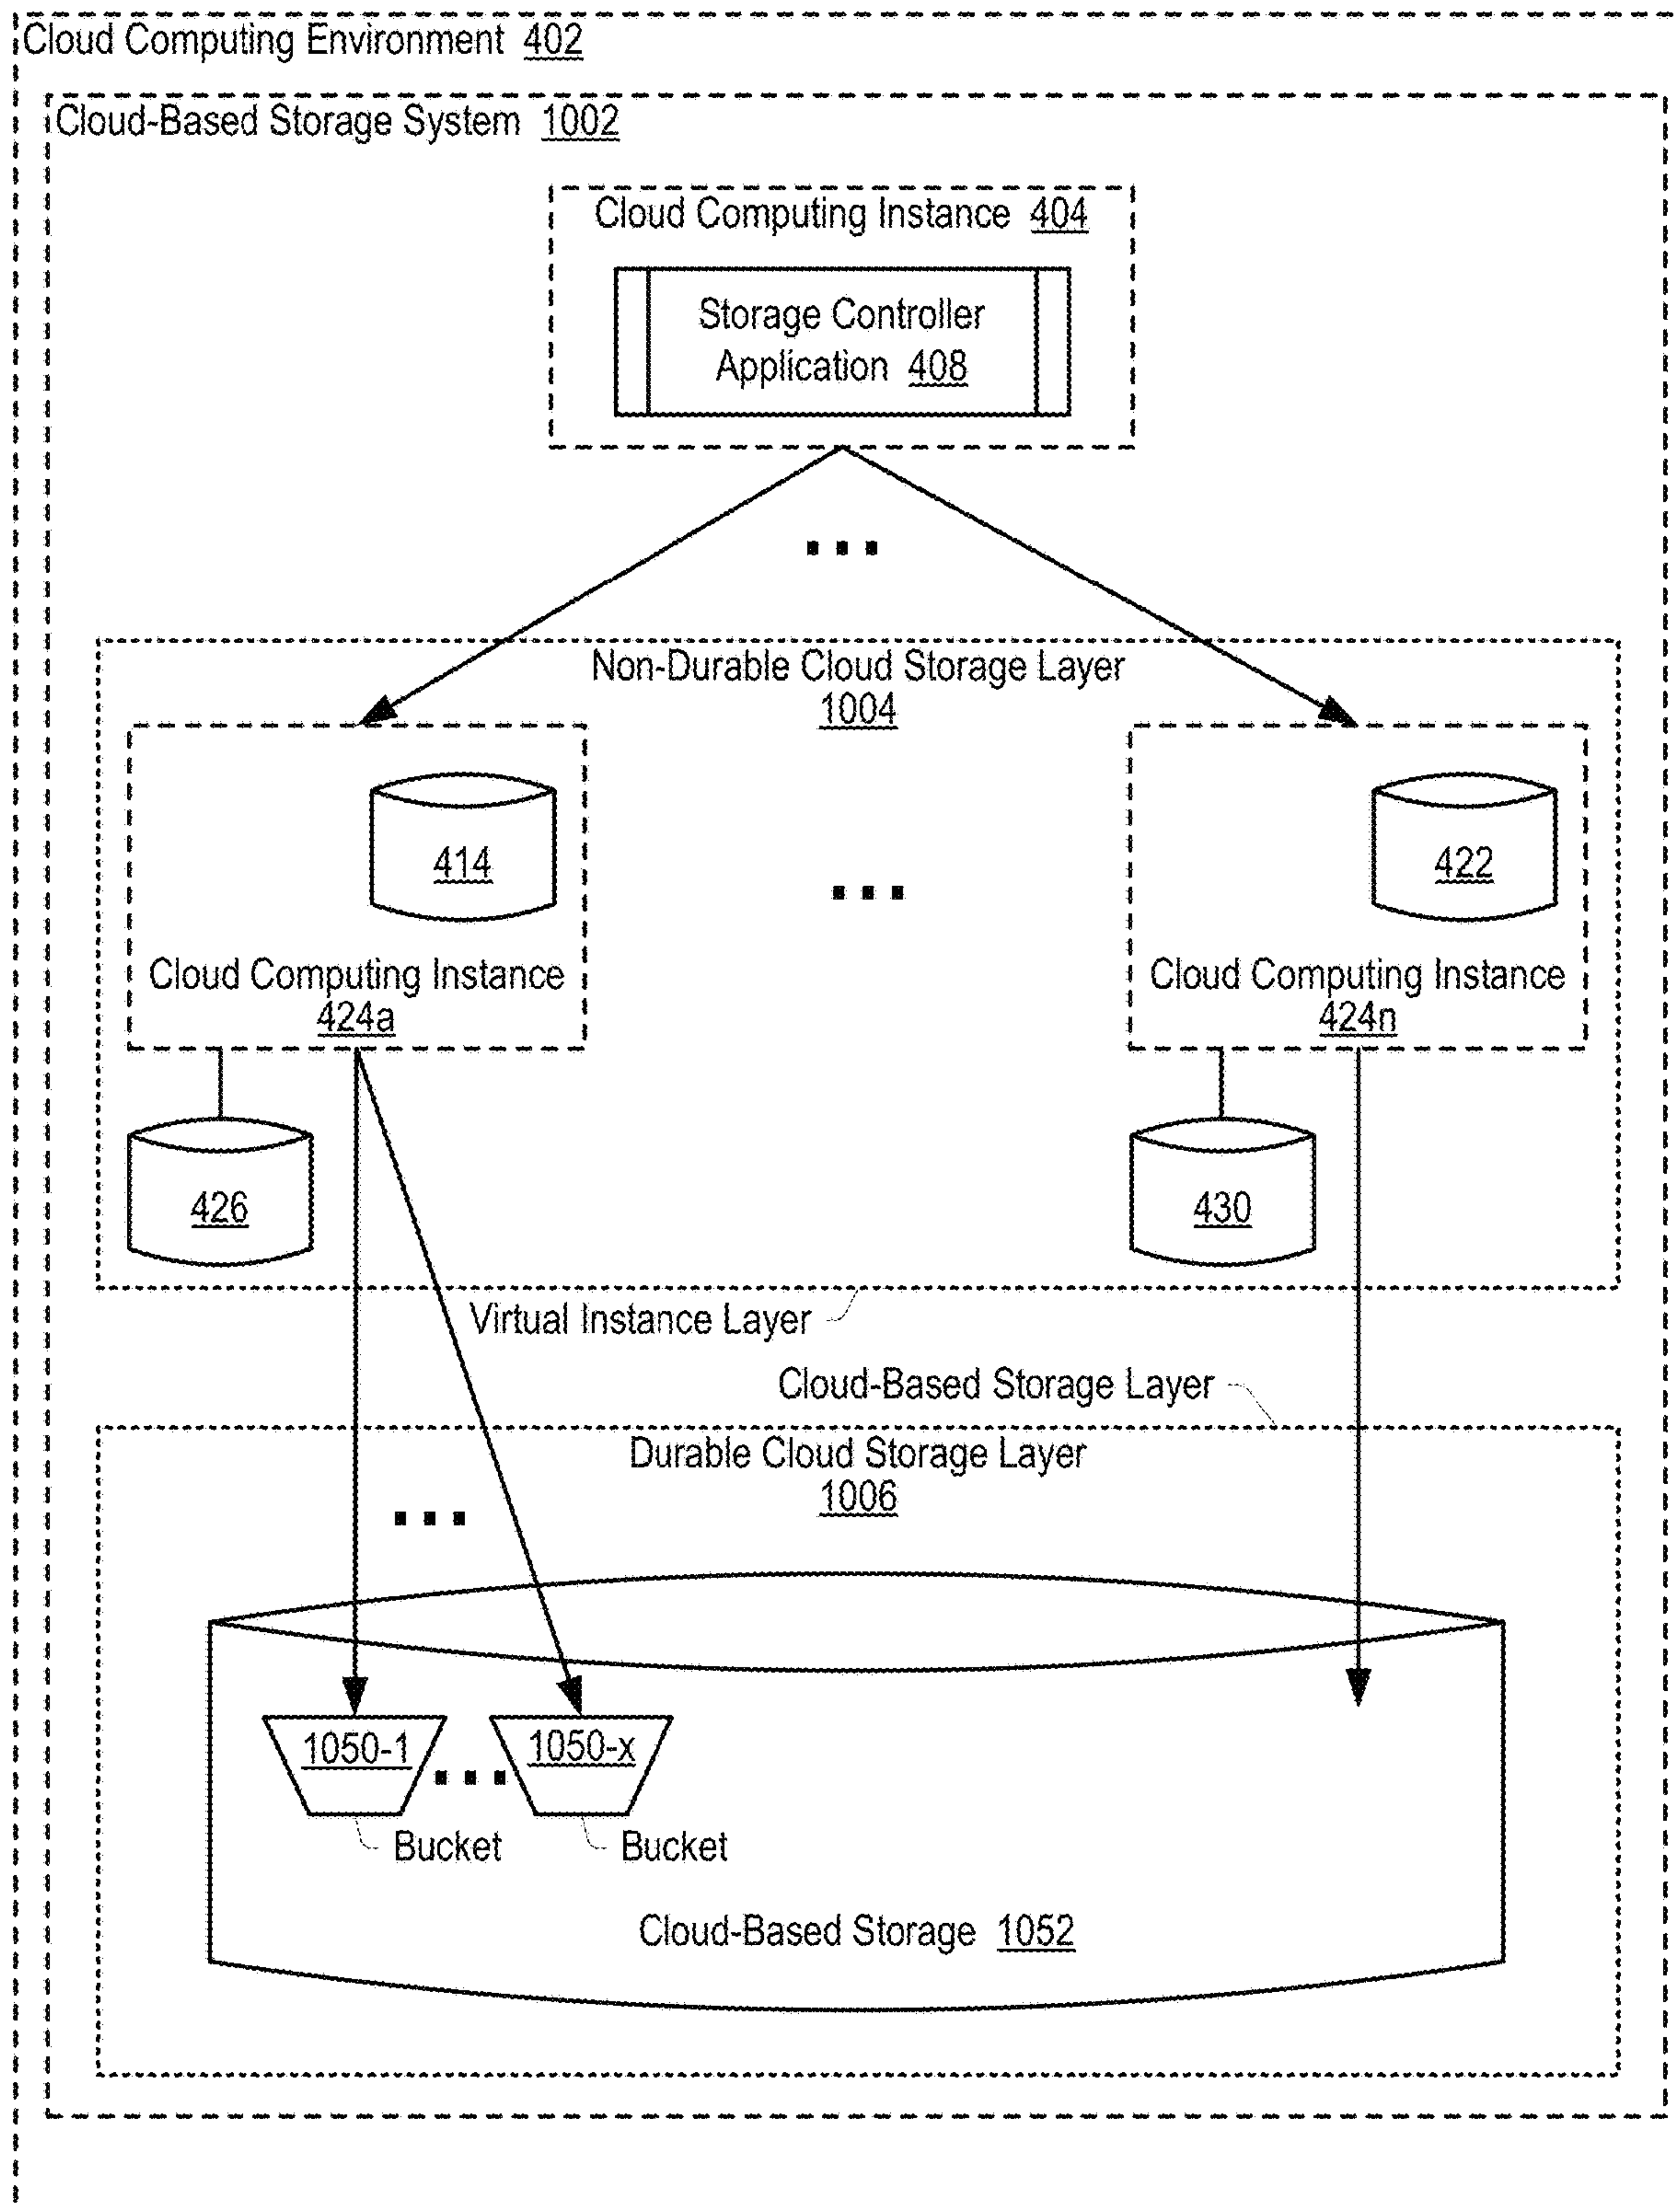 Cloud Computing Environment 402
Cloud-Based Storage System 1002
Cloud Computing Instance 404
Storage Controller
Application 408
Non-Durable Cloud Storage Layer
1004
414
422
Cloud Computing Instance
424a
Cloud Computing Instance
424n
426
430
Virtual Instance Layer
Cloud-Based Storage Layer
Durable Cloud Storage Layer
1006
1050-1
1050-x
Bucket
Bucket
Cloud-Based Storage 1052